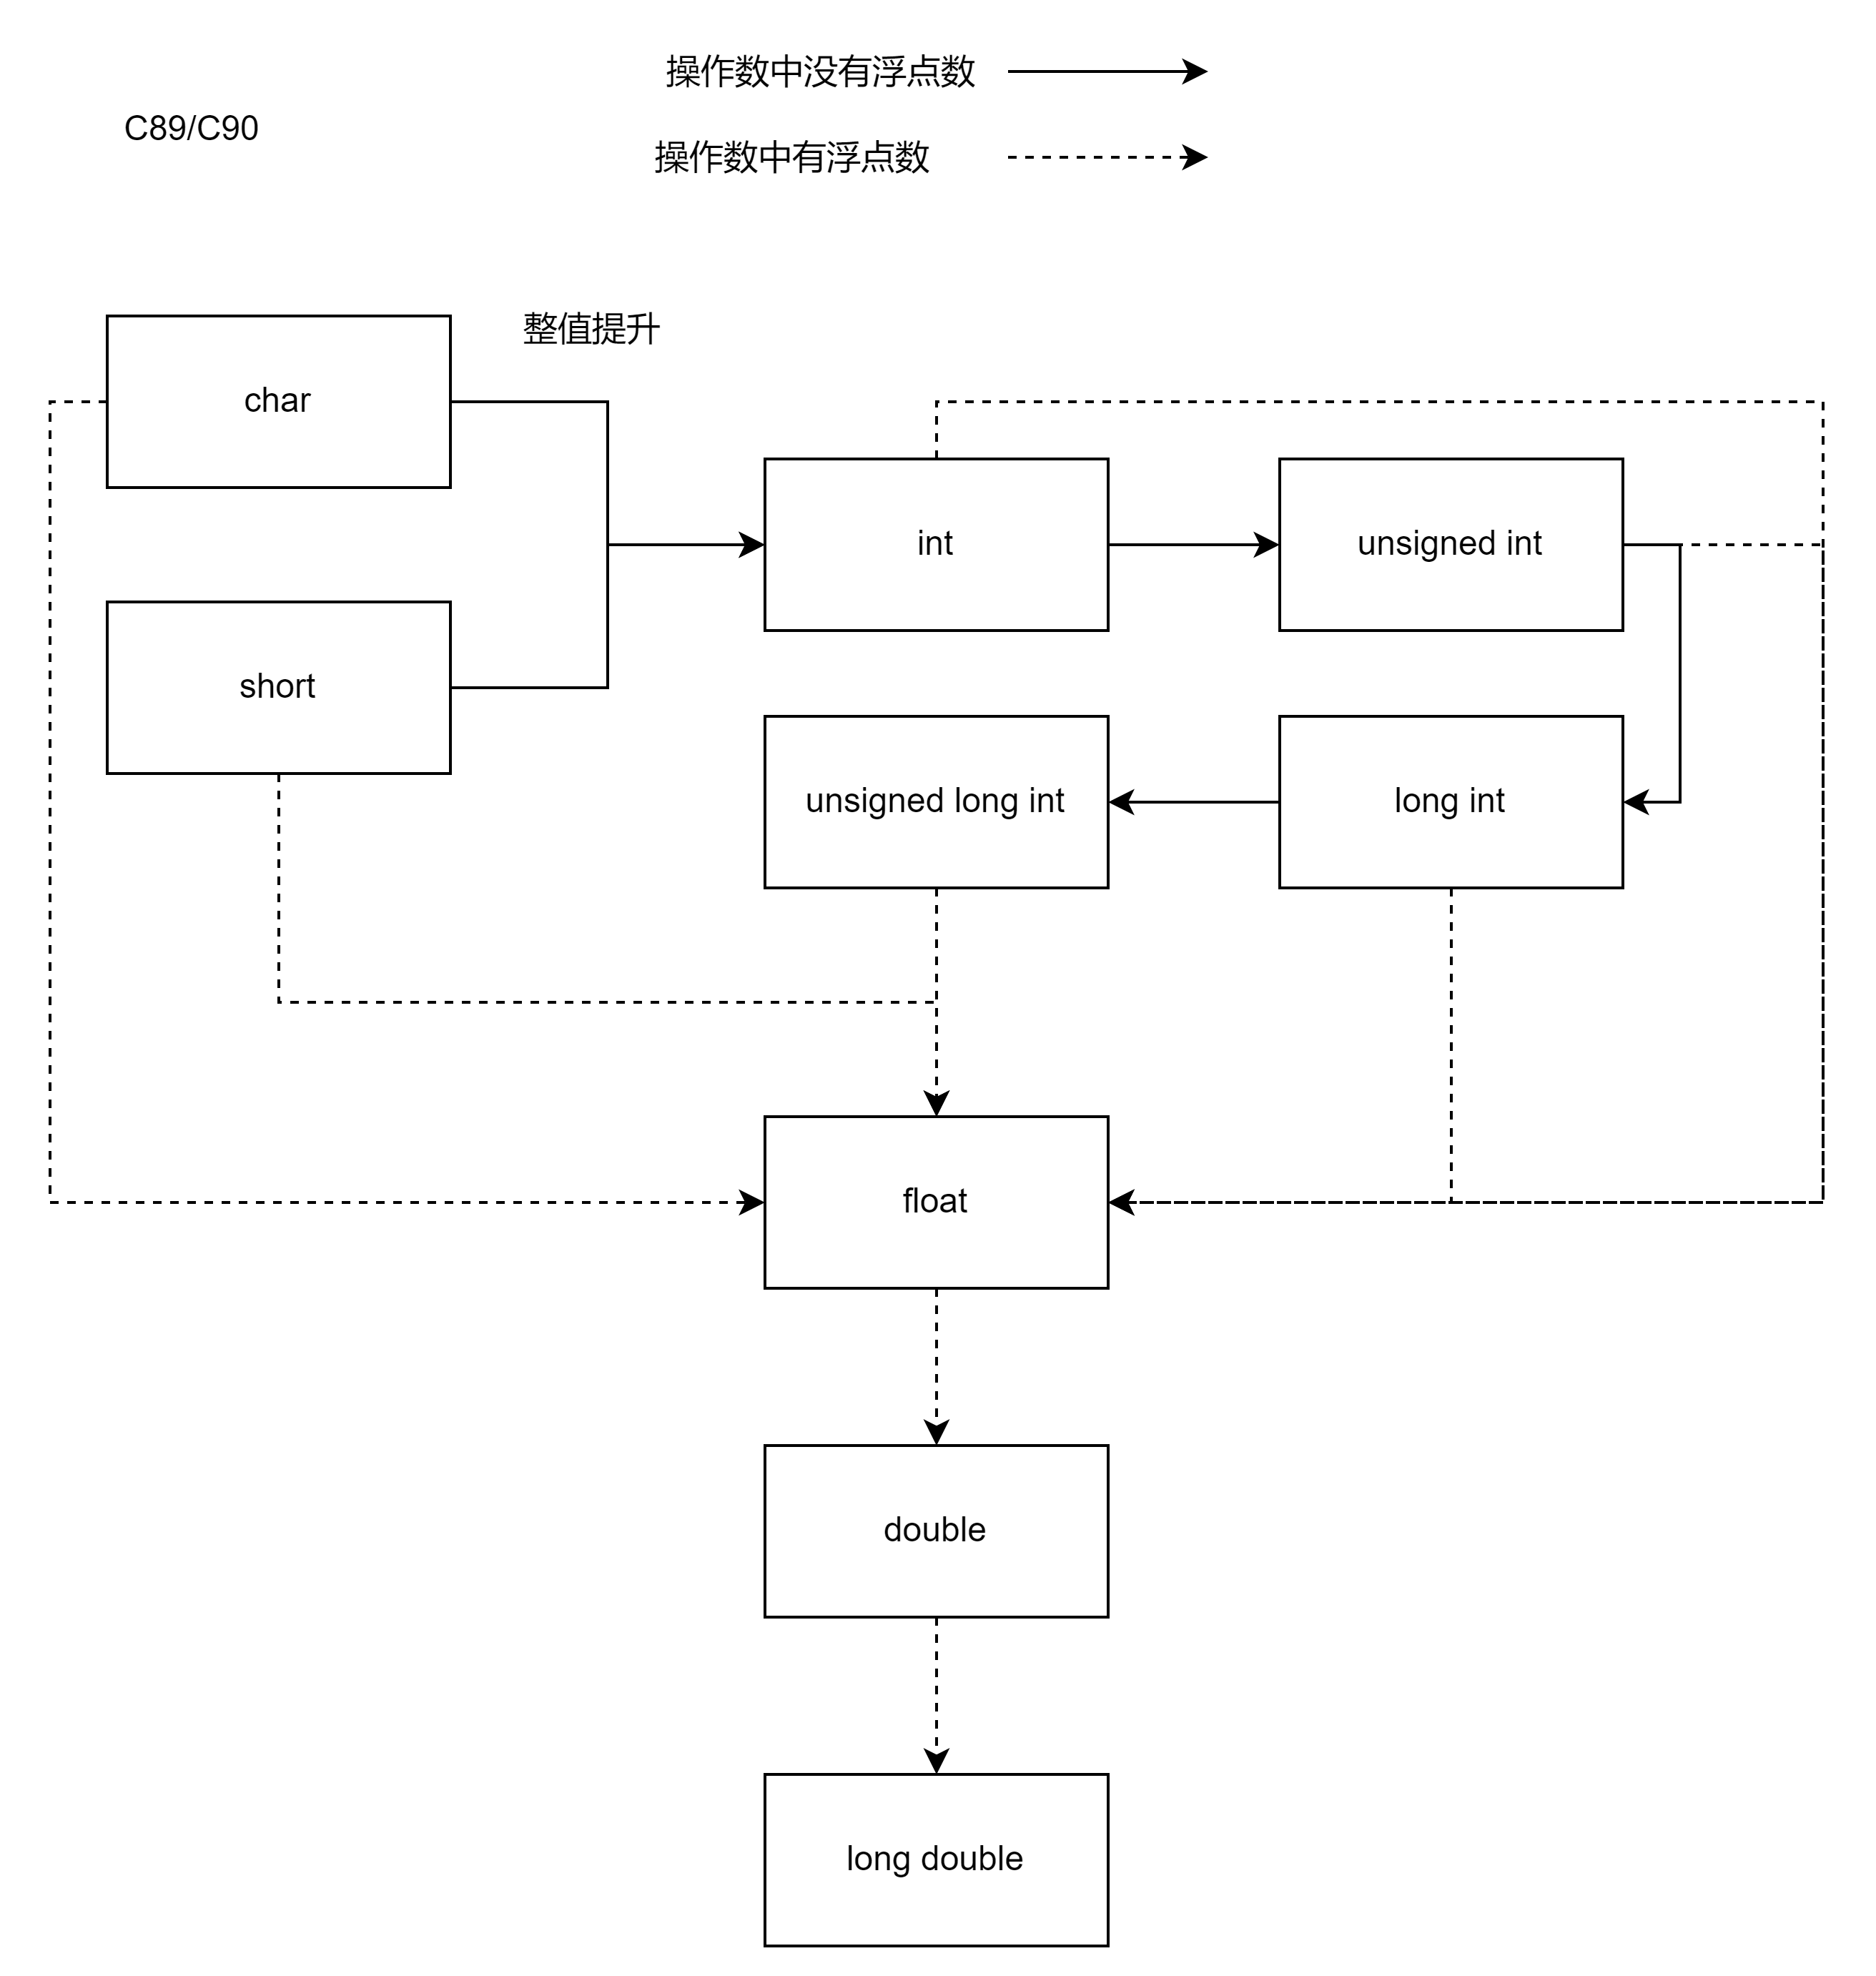 操作数中没有浮点数
C89/C90
操作数中有浮点数
整值提升
char
int
unsigned int
short
unsigned long int
long int
float
double
long double